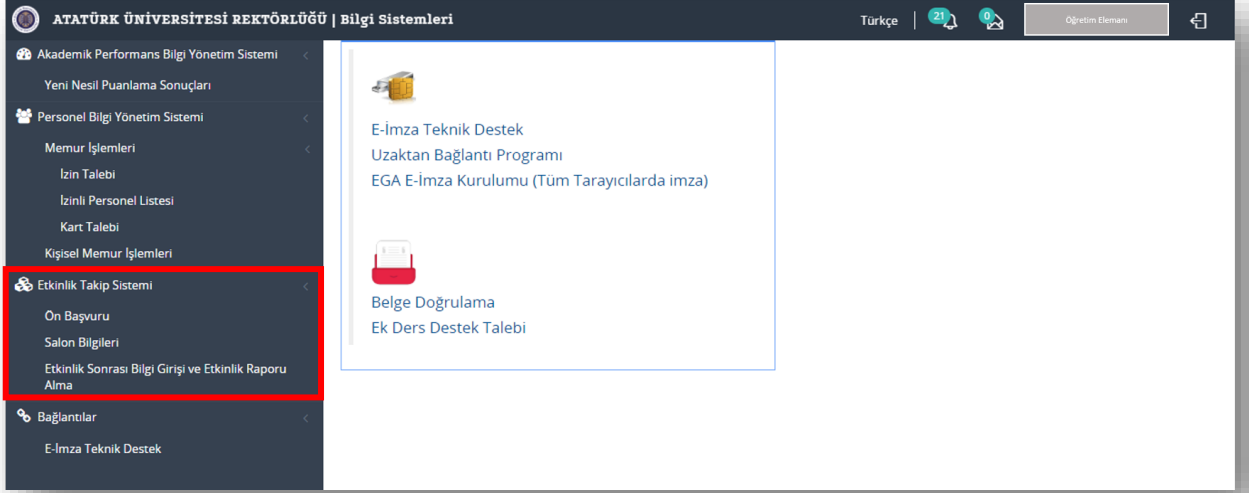 ATATÜRK ÜNİVERSİTESİ REKTÖRLÜĞÜ | Bilgi Sistemleri
Türkçe
21
0
Öğretim Elemanı
Akademik Performans Bilgi Yönetim Sistemi
Yeni Nesil Puanlama Sonuçları
Personel Bilgi Yönetim Sistemi
Memur İşlemleri
İzin Talebi
İzinli Personel Listesi
Kart Talebi
Kişisel Memur İşlemleri
Etkinlik Takip Sistemi
Ön Başvuru
Salon Bilgileri
Etkinlik Sonrası Bilgi Girişi ve Etkinlik Raporu
Alma
Bağlantılar
E-İmza Teknik Destek
E-İmza Teknik Destek
Uzaktan Bağlantı Programı
EGA E-İmza Kurulumu (Tüm Tarayıcılarda imza)
Belge Doğrulama
Ek Ders Destek Talebi